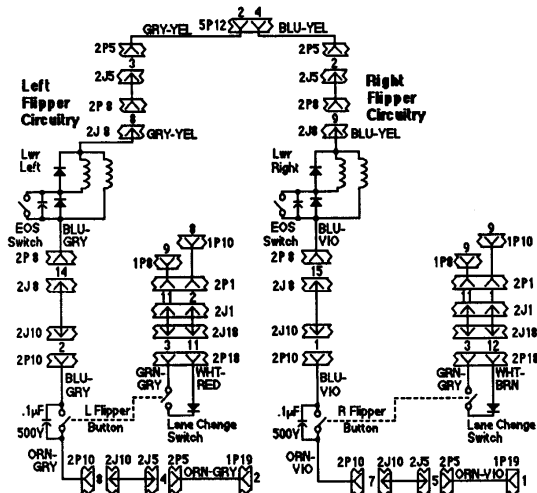 2 4
GRY-YEL 5P12 BLU-YEL
2P5 2P5
3 2
2J5 2J5
Left
Flipper
Circuitry
Right
Flipper
Circuitry
2P8 2P8
8 9
2J8 GRY-YEL 2J8 BLU-YEL
Lwr
Left
Lwr
Right
EOS
Switch
BLU-
GRY
EOS
Switch
BLU-
VIO
8 9
1P10 1P10
9 9
1P8 1P8
2P8 2P8
14 15
2J8 2J8
2P1 2P1
11 2 11 1
2J1 2J1
2J10 2J18 2J10 2J18
2 3 11 1 3 12
2P10 2P18 2P10 2P18
BLU-
GRY
GRN-
GRY
WHT-
RED
BLU-
VIO
GRN-
GRY
WHT-
BRN
.1µF
500V
L Flipper
Button
Lane Change
Switch
.1µF
500V
R Flipper
Button
Lane Change
Switch
ORN-
GRY
ORN-
VIO
2P10 2J10 2J5 2P5 1P19 2P10 2J10 2J5 2P5 1P19
8 4 ORN-GRY 2 7 5 ORN-VIO 1